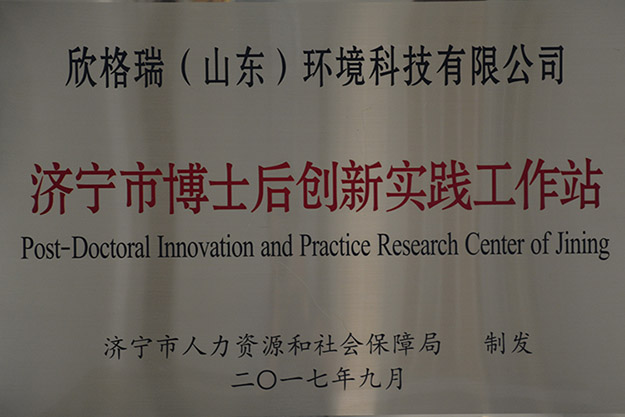 欣格瑞（山东）环境科技有限公司
济宁市博士后创新实践工作站
Post-Doctoral Innovation and Practice Research Center of Jining
济宁市人力资源和社会保障局 制发
二〇一七年九月